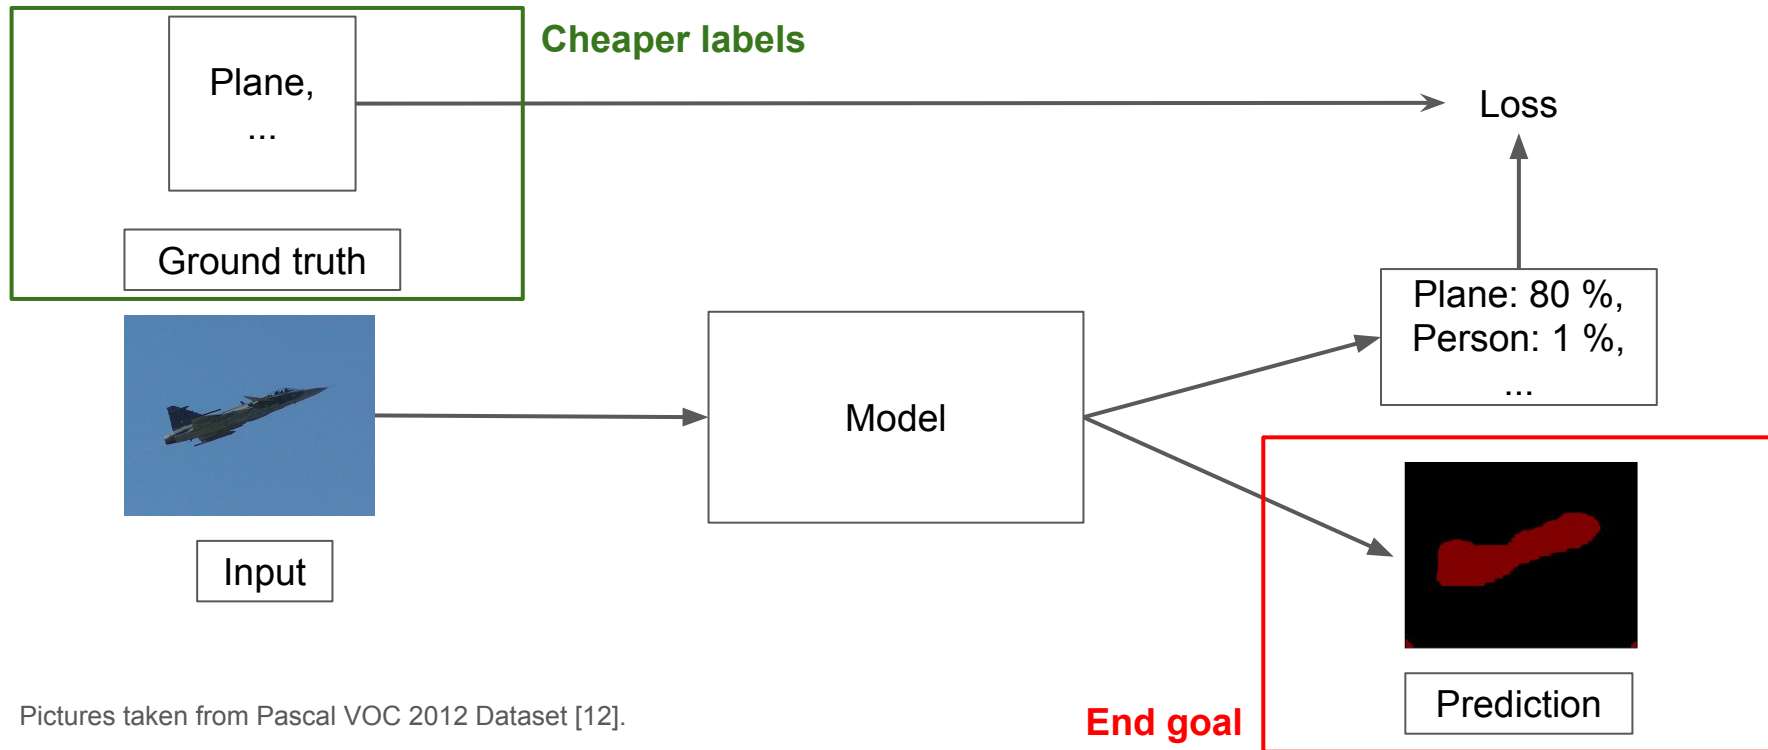 Cheaper labels
Plane,
...
Ground truth
Loss
Plane: 80 %,
Person: 1 %,
...
Model
Input
Prediction
End goal
Pictures taken from Pascal VOC 2012 Dataset [12].